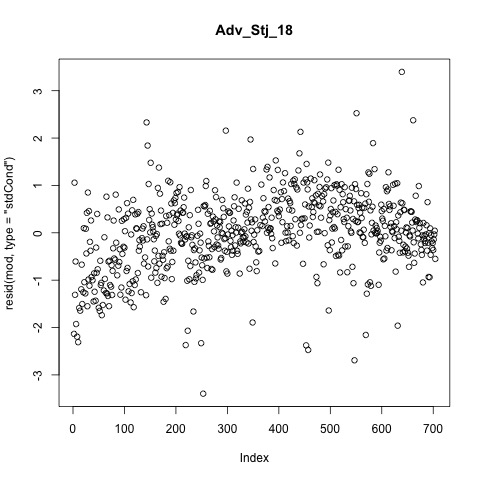 Adv_Stj_18
resid(mod, type = "stdCond")
3
2
1
0
-1
-2
-3
0 100 200 300 400 500 600 700
Index